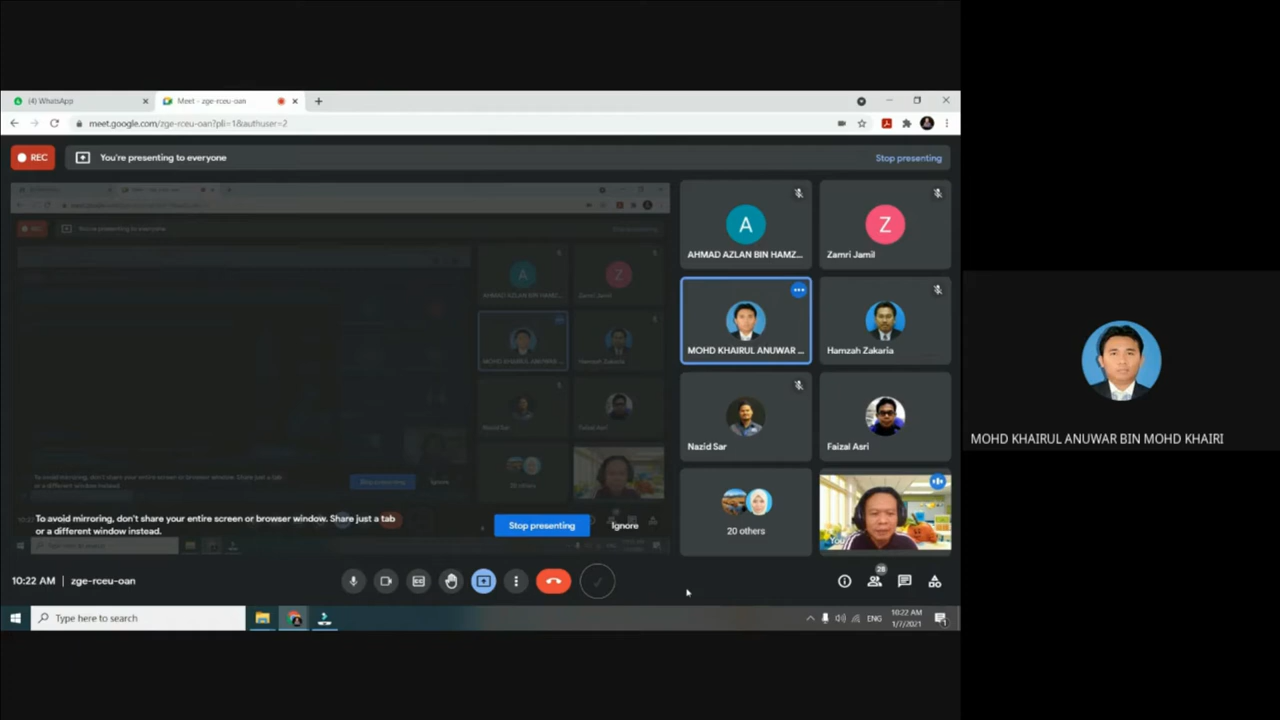 (4) WhatsApp
Meet - zge-rceu-oan
meet.google.com/zge-rceu-oan?pli=1&authuser=2
REC
You're presenting to everyone
Stop presenting
A
AHMAD AZLAN BIN HAMZ...
Z
Zamri Jamil
MOHD KHAIRUL ANUWAR ...
Hamzah Zakaria
MOHD KHAIRUL ANUWAR BIN MOHD KHAIRI
Nazid Sar
Faizal Asri
20 others
You
To avoid mirroring, don't share your entire screen or browser window. Share just a tab
or a different window instead.
Stop presenting
Ignore
10:22 AM | zge-rceu-oan
28
Type here to search
ENG
10:22 AM
1/7/2021